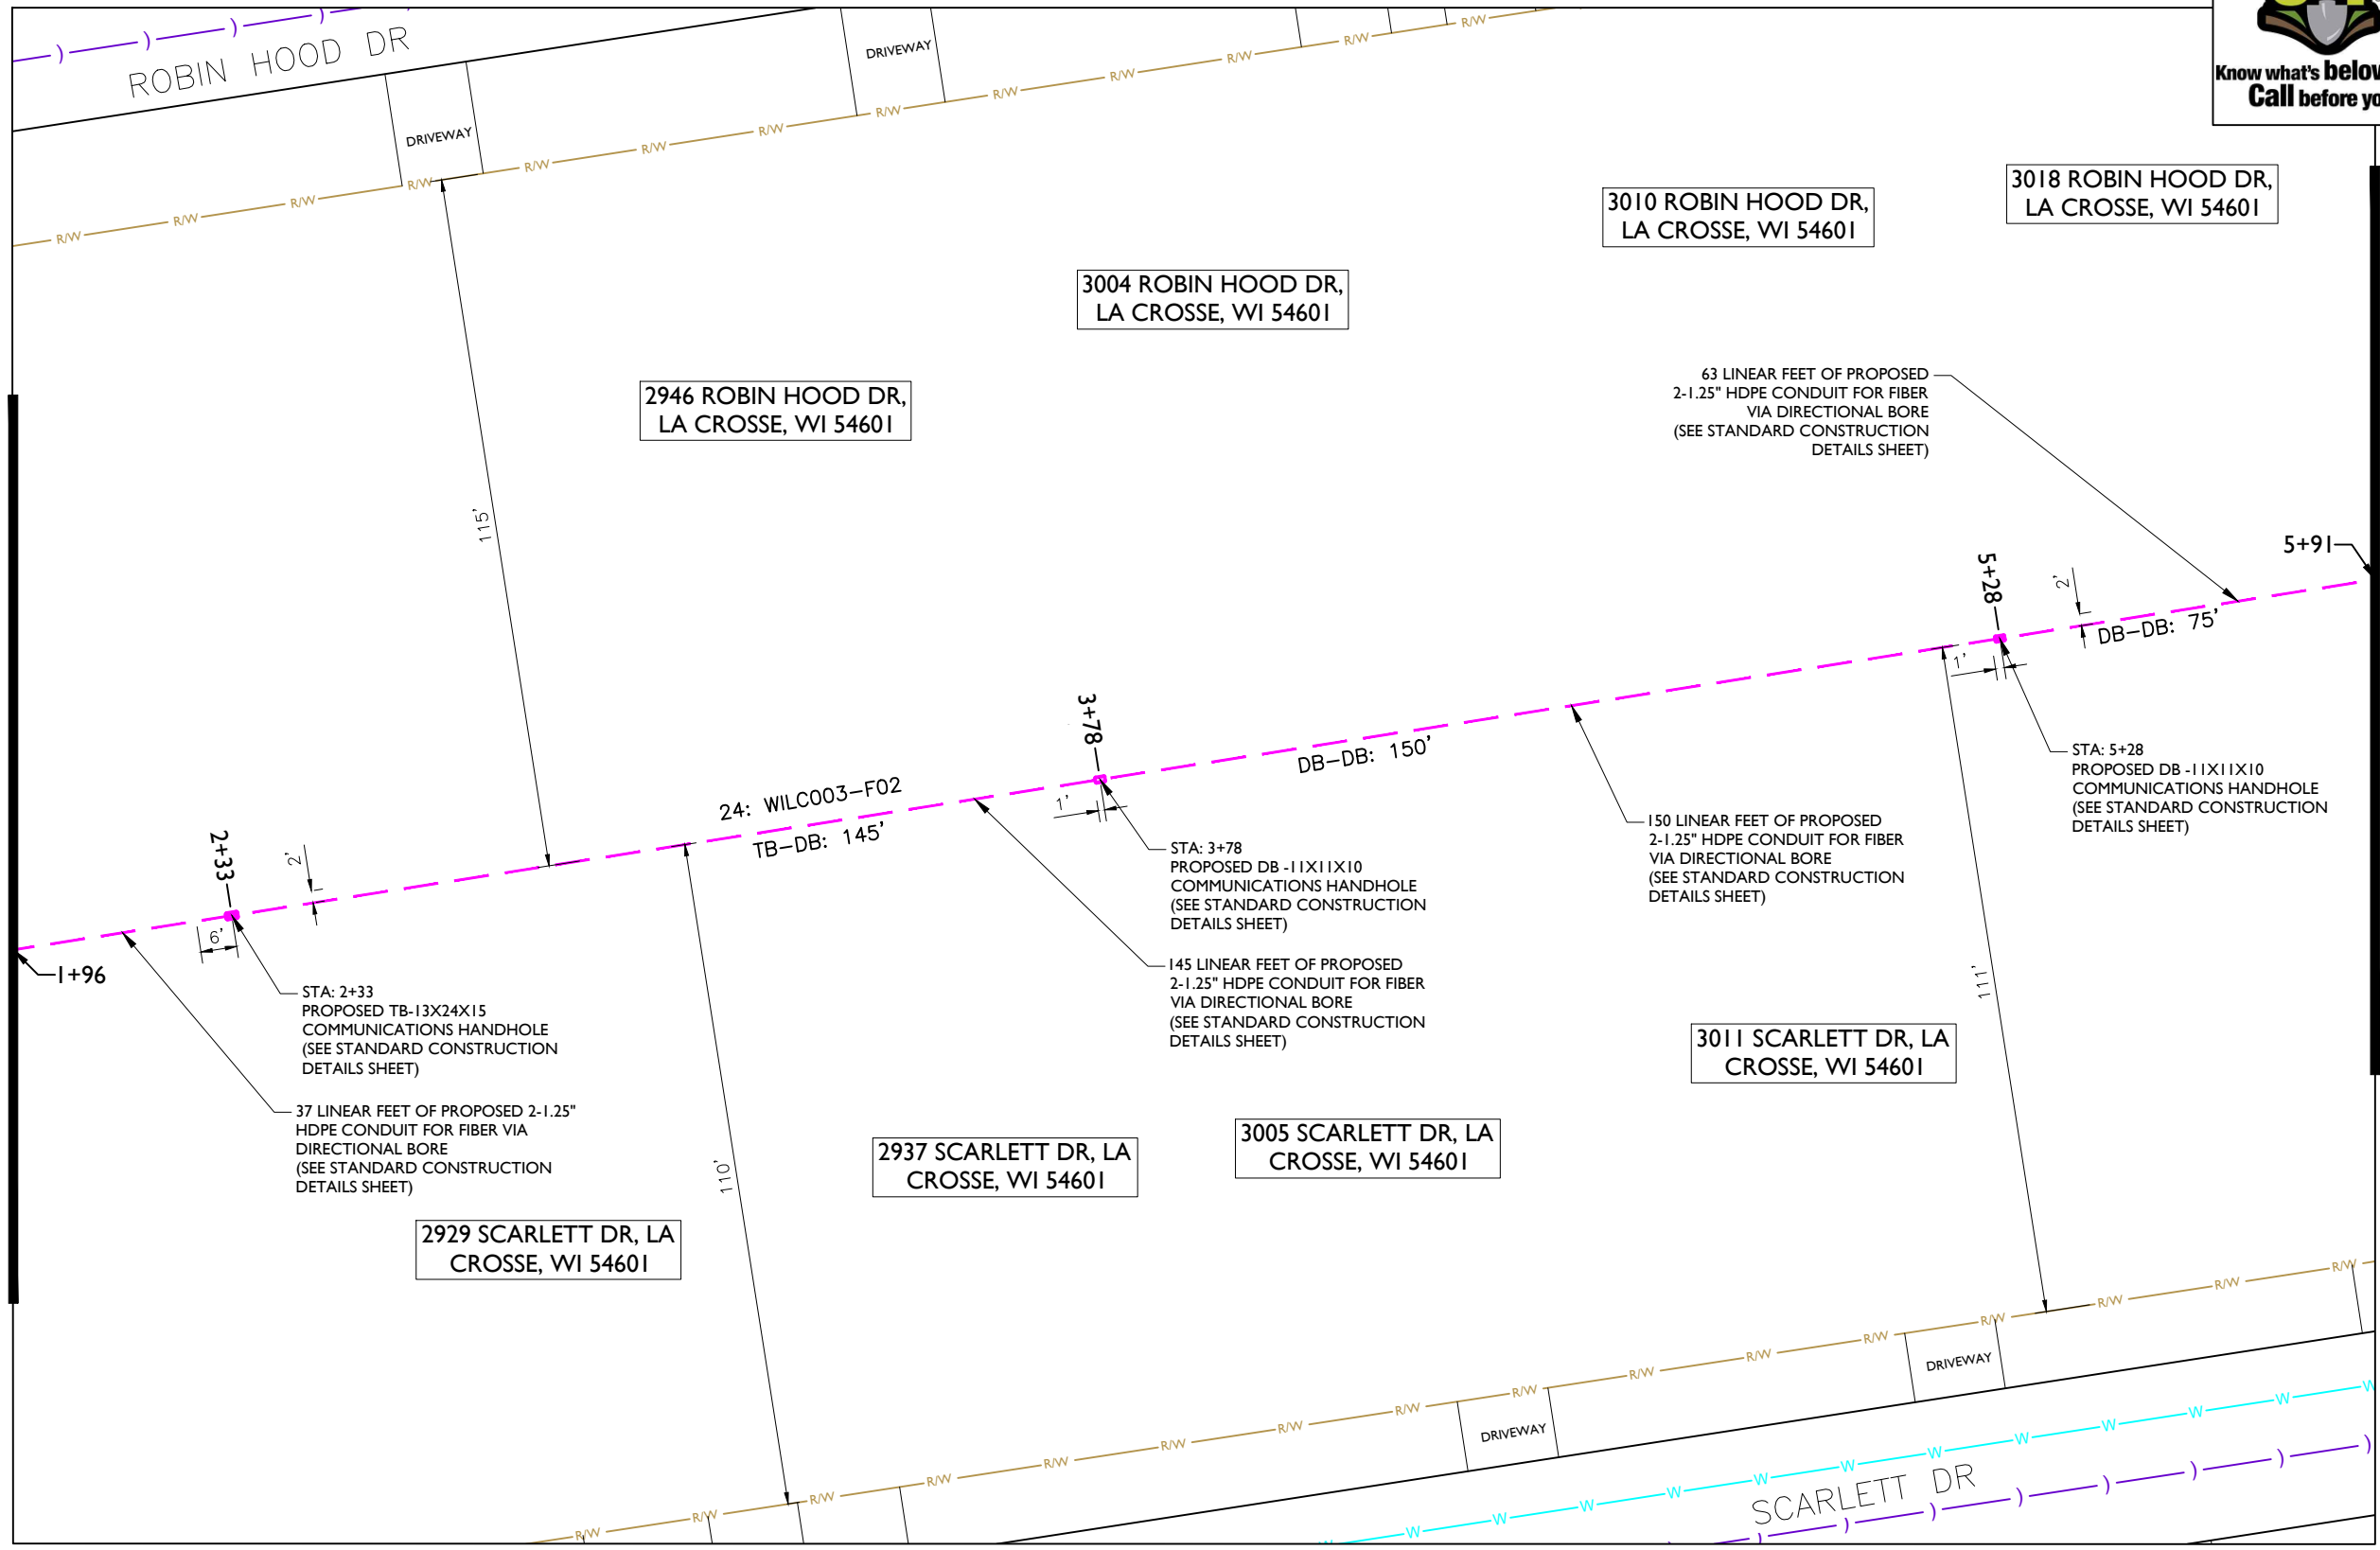 ROBIN HOOD DR
DRIVEWAY
DRIVEWAY
R/W R/W R/W R/W R/W R/W R/W R/W R/W R/W R/W R/W R/W
Know what's below
Call before
3018 ROBIN HOOD DR,
LA CROSSE, WI 54601
3010 ROBIN HOOD DR,
LA CROSSE, WI 54601
3004 ROBIN HOOD DR,
LA CROSSE, WI 54601
2946 ROBIN HOOD DR,
LA CROSSE, WI 54601
63 LINEAR FEET OF PROPOSED
2-1.25" HDPE CONDUIT FOR FIBER
VIA DIRECTIONAL BORE
(SEE STANDARD CONSTRUCTION
DETAILS SHEET)
115'
5+91
5+28
2'
DB-DB: 75'
1'
3+78
DB-DB: 150'
24: WILC003-F02
TB-DB: 145'
1'
2+33
2'
6'
1+96
STA: 5+28
PROPOSED DB -11X11X10
COMMUNICATIONS HANDHOLE
(SEE STANDARD CONSTRUCTION
DETAILS SHEET)
150 LINEAR FEET OF PROPOSED
2-1.25" HDPE CONDUIT FOR FIBER
VIA DIRECTIONAL BORE
(SEE STANDARD CONSTRUCTION
DETAILS SHEET)
STA: 3+78
PROPOSED DB -11X11X10
COMMUNICATIONS HANDHOLE
(SEE STANDARD CONSTRUCTION
DETAILS SHEET)
145 LINEAR FEET OF PROPOSED
2-1.25" HDPE CONDUIT FOR FIBER
VIA DIRECTIONAL BORE
(SEE STANDARD CONSTRUCTION
DETAILS SHEET)
STA: 2+33
PROPOSED TB-13X24X15
COMMUNICATIONS HANDHOLE
(SEE STANDARD CONSTRUCTION
DETAILS SHEET)
37 LINEAR FEET OF PROPOSED 2-1.25"
HDPE CONDUIT FOR FIBER VIA
DIRECTIONAL BORE
(SEE STANDARD CONSTRUCTION
DETAILS SHEET)
111'
110'
3011 SCARLETT DR, LA
CROSSE, WI 54601
3005 SCARLETT DR, LA
CROSSE, WI 54601
2937 SCARLETT DR, LA
CROSSE, WI 54601
2929 SCARLETT DR, LA
CROSSE, WI 54601
R/W R/W R/W R/W R/W R/W R/W R/W R/W R/W R/W R/W R/W R/W R/W R/W
DRIVEWAY
DRIVEWAY
W W W W W W W W W W W W
SCARLETT DR